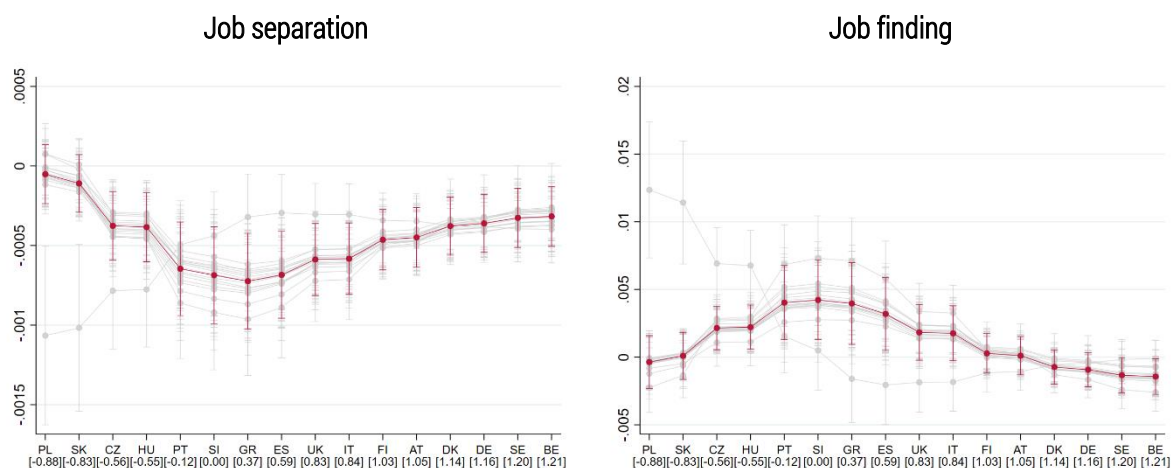 Job separation
Job finding
.0005
0
-.0005
-.001
-.0015
PL SK CZ HU PT SI GR ES UK IT FI AT DK DE SE BE
[-0.88][-0.83][-0.56][-0.55][-0.12] [0.00] [0.37] [0.59] [0.83] [0.84] [1.03] [1.05] [1.14] [1.16] [1.20] [1.21]
.02
.015
.01
.005
0
-.005
PL SK CZ HU PT SI GR ES UK IT FI AT DK DE SE BE
[-0.88][-0.83][-0.56][-0.55][-0.12] [0.00] [0.37] [0.59] [0.83] [0.84] [1.03] [1.05] [1.14] [1.16] [1.20] [1.21